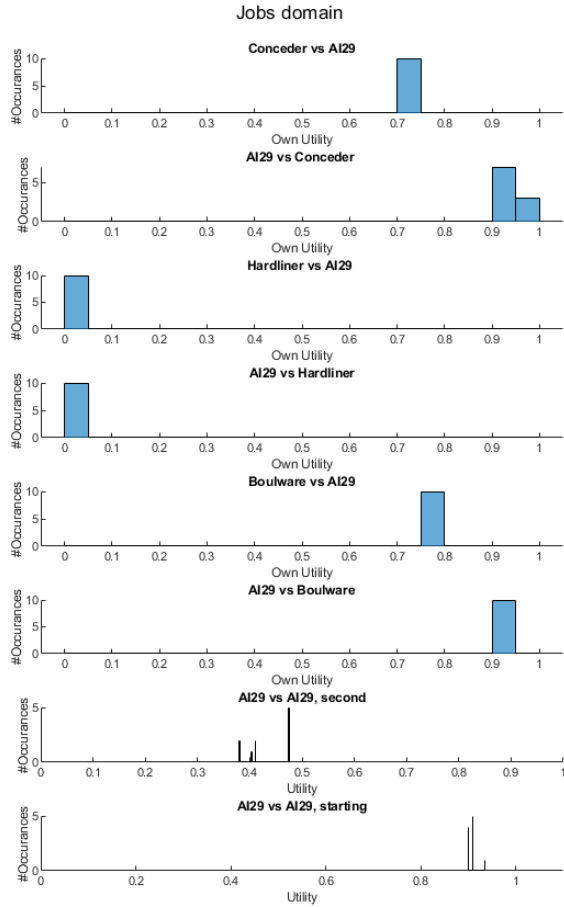 Jobs domain
Conceder vs AI29
#Occurances
10
5
0
0 0.1 0.2 0.3 0.4 0.5 0.6 0.7 0.8 0.9 1
Own Utility
AI29 vs Conceder
#Occurances
5
0
0 0.1 0.2 0.3 0.4 0.5 0.6 0.7 0.8 0.9 1
Own Utility
Hardliner vs AI29
#Occurances
10
5
0
0 0.1 0.2 0.3 0.4 0.5 0.6 0.7 0.8 0.9 1
Own Utility
AI29 vs Hardliner
#Occurances
10
5
0
0 0.1 0.2 0.3 0.4 0.5 0.6 0.7 0.8 0.9 1
Own Utility
Boulware vs AI29
#Occurances
10
5
0
0 0.1 0.2 0.3 0.4 0.5 0.6 0.7 0.8 0.9 1
Own Utility
AI29 vs Boulware
#Occurances
10
5
0
0 0.1 0.2 0.3 0.4 0.5 0.6 0.7 0.8 0.9 1
Own Utility
AI29 vs AI29, second
#Occurances
5
0
0 0.1 0.2 0.3 0.4 0.5 0.6 0.7 0.8 0.9 1
Utility
AI29 vs AI29, starting
#Occurances
5
0
0 0.2 0.4 0.6 0.8 1
Utility